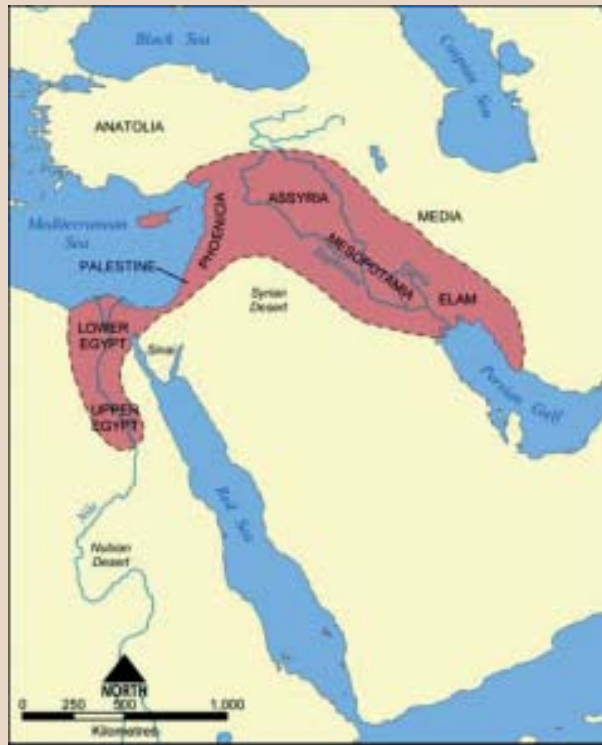 Black Sea
Caspian
Sea
ANATOLIA
ASSYRIA
MEDIA
Mediterranean
Sea
PHOENICIA
MESOPOTAMIA
PALESTINE
ELAM
Syrian
Desert
LOWER
EGYPT
Sinai
Persian Gulf
UPPER
EGYPT
Red Sea
Nile
Nubian
Desert
NORTH
0 250 500 1,000
Kilometres